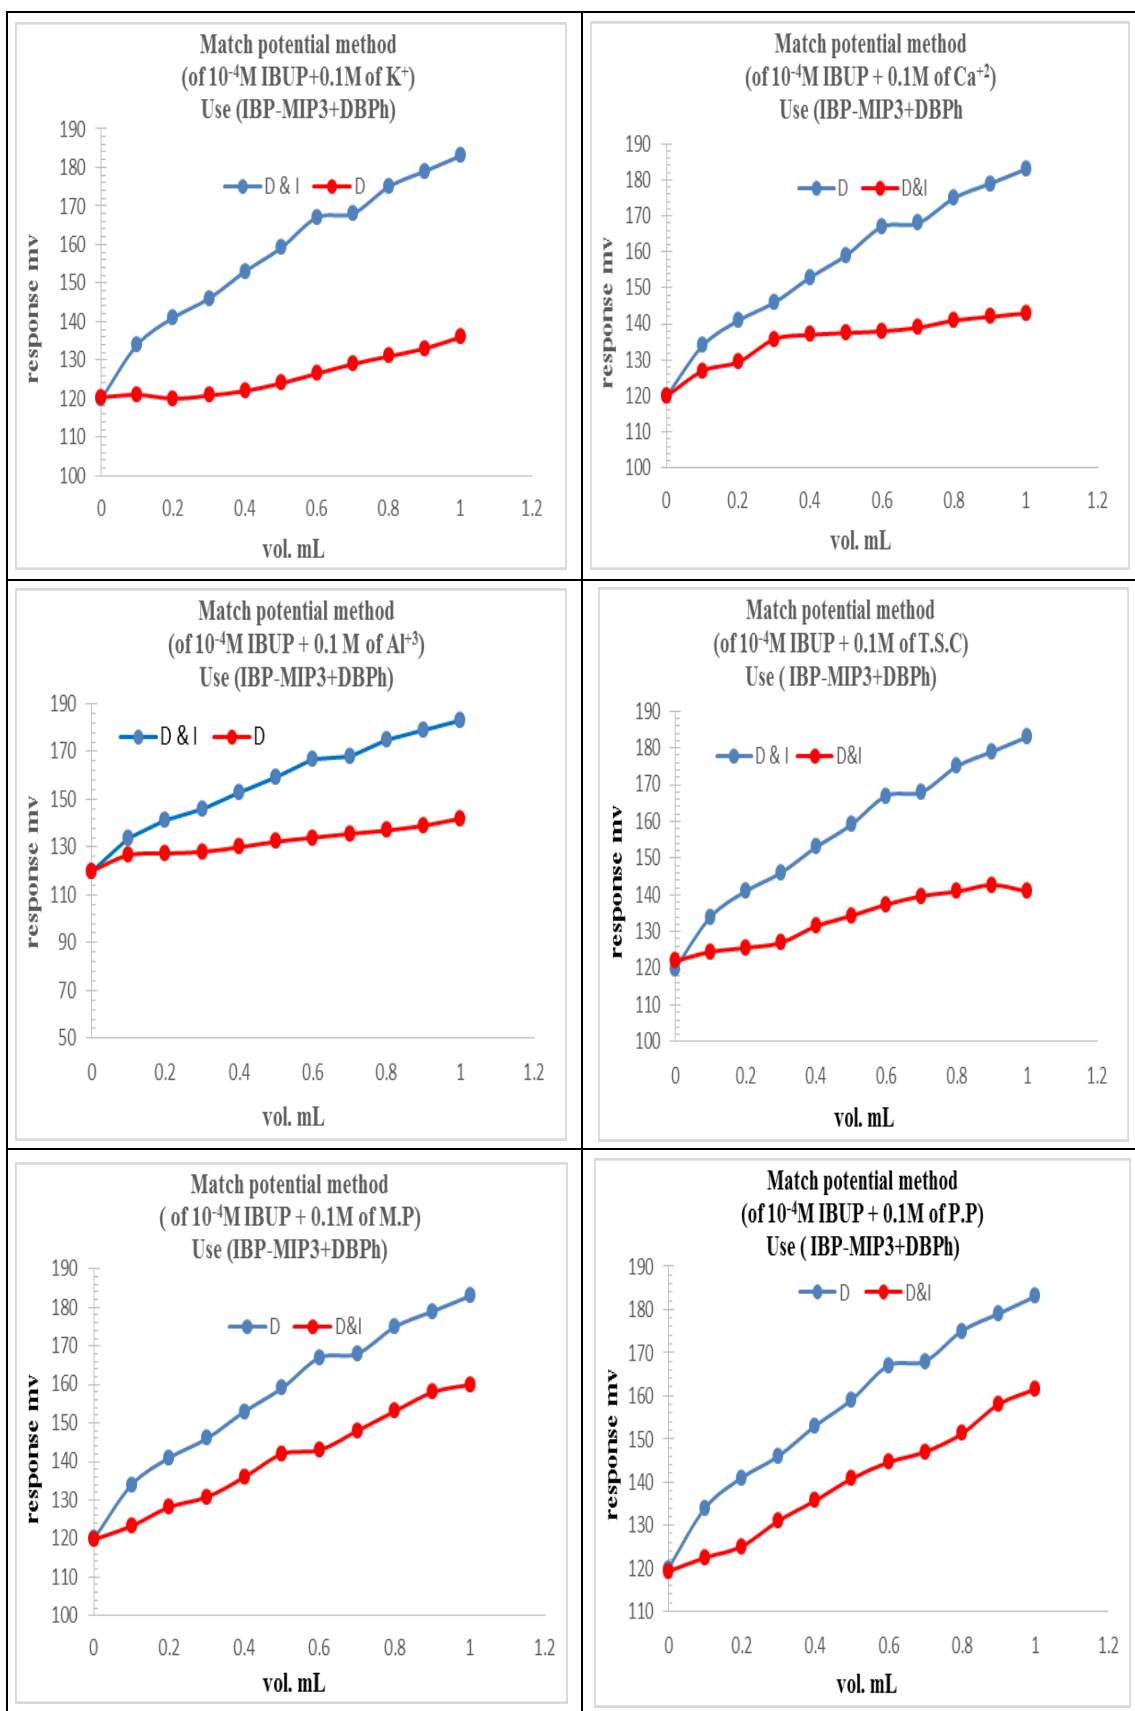 Match potential method
(of 10⁻⁴M IBUP+0.1M of K⁺)
Use (IBP-MIP3+DBPh)
190
180
170
160
150
140
130
120
110
100
D & I
D
response mv
0 0.2 0.4 0.6 0.8 1 1.2
vol. mL
Match potential method
(of 10⁻⁴M IBUP + 0.1M of Ca⁺²)
Use (IBP-MIP3+DBPh
190
180
170
160
150
140
130
120
110
100
D
D&I
response mv
0 0.2 0.4 0.6 0.8 1 1.2
vol. mL
Match potential method
(of 10⁻⁴M IBUP + 0.1 M of Al⁺³)
Use (IBP-MIP3+DBPh)
190
170
150
130
110
90
70
50
D & I
D
response mv
0 0.2 0.4 0.6 0.8 1 1.2
vol. mL
Match potential method
(of 10⁻⁴M IBUP + 0.1M of T.S.C)
Use ( IBP-MIP3+DBPh)
190
180
170
160
150
140
130
120
110
100
D & I
D&I
response mv
0 0.2 0.4 0.6 0.8 1 1.2
vol. mL
Match potential method
( of 10⁻⁴M IBUP + 0.1M of M.P)
Use (IBP-MIP3+DBPh)
190
180
170
160
150
140
130
120
110
100
D
D&I
response mv
0 0.2 0.4 0.6 0.8 1 1.2
vol. mL
Match potential method
(of 10⁻⁴M IBUP + 0.1M of P.P)
Use ( IBP-MIP3+DBPh)
190
180
170
160
150
140
130
120
110
D
D&I
response mv
0 0.2 0.4 0.6 0.8 1 1.2
vol. mL